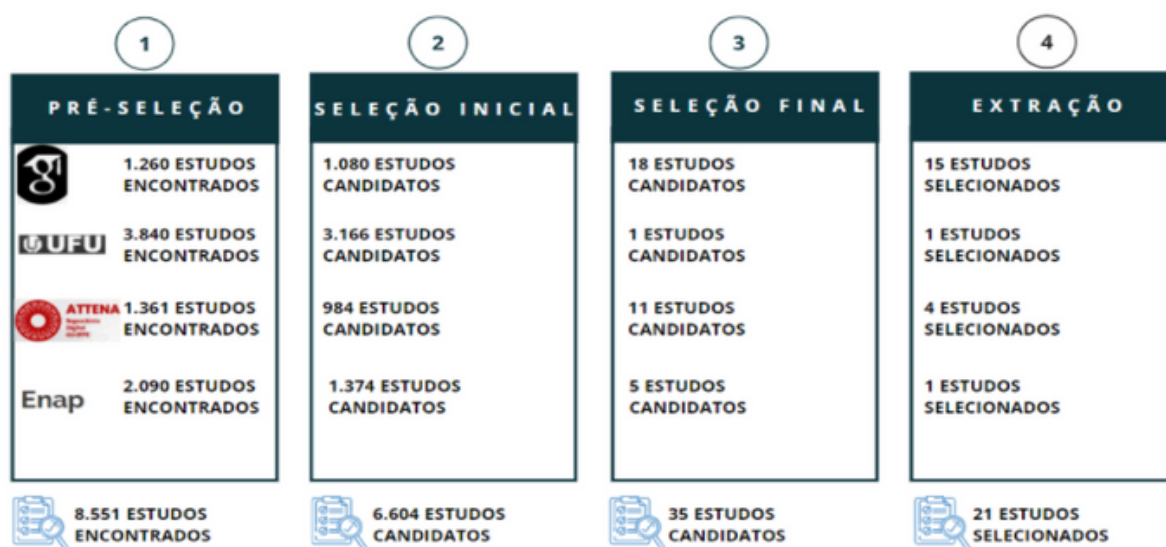 1
2
3
4
PRÉ-SELEÇÃO
SELEÇÃO INICIAL
SELEÇÃO FINAL
EXTRAÇÃO
1.260 ESTUDOS
ENCONTRADOS
1.080 ESTUDOS
CANDIDATOS
18 ESTUDOS
CANDIDATOS
15 ESTUDOS
SELECIONADOS
UFU
3.840 ESTUDOS
ENCONTRADOS
3.166 ESTUDOS
CANDIDATOS
1 ESTUDOS
CANDIDATOS
1 ESTUDOS
SELECIONADOS
ATTENA
1.361 ESTUDOS
ENCONTRADOS
984 ESTUDOS
CANDIDATOS
11 ESTUDOS
CANDIDATOS
4 ESTUDOS
SELECIONADOS
Enap
2.090 ESTUDOS
ENCONTRADOS
1.374 ESTUDOS
CANDIDATOS
5 ESTUDOS
CANDIDATOS
1 ESTUDOS
SELECIONADOS
8.551 ESTUDOS
ENCONTRADOS
6.604 ESTUDOS
CANDIDATOS
35 ESTUDOS
CANDIDATOS
21 ESTUDOS
SELECIONADOS